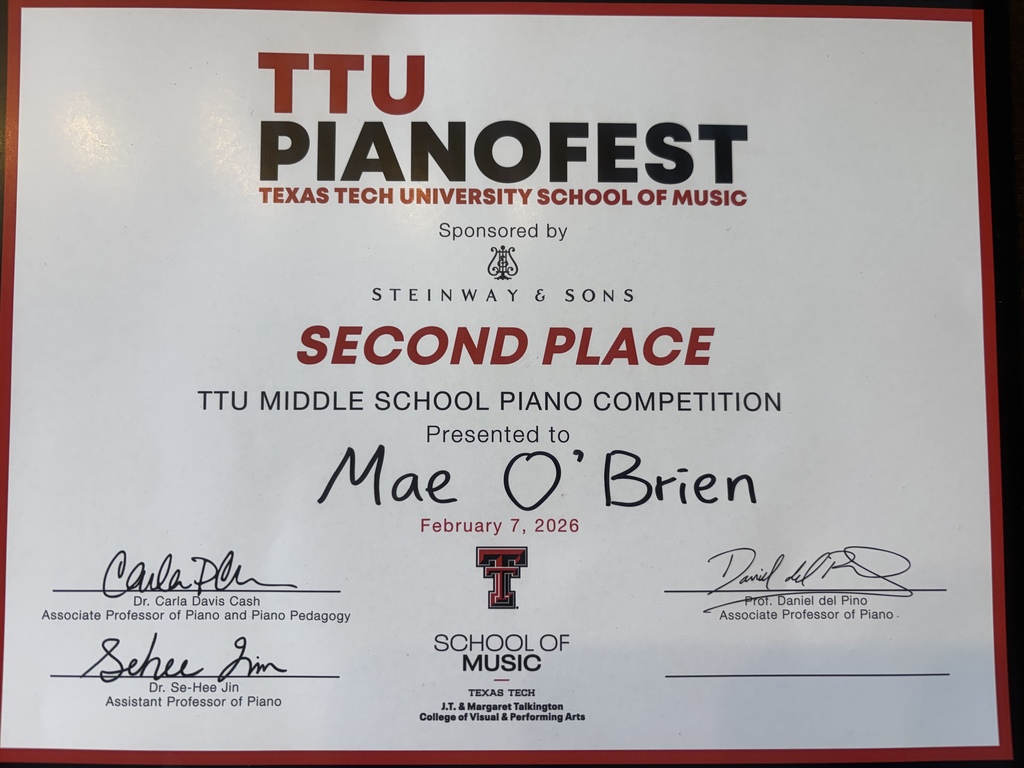 TTU
PIANOFEST
TEXAS TECH UNIVERSITY SCHOOL OF MUSIC
Sponsored by
STEINWAY & SONS
SECOND PLACE
TTU MIDDLE SCHOOL PIANO COMPETITION
Presented to
Mae O'Brien
February 7, 2026
Dr. Carla Davis Cash
Associate Professor of Piano and Piano Pedagogy
Daniel del Pino
Prof. Daniel del Pino
Associate Professor of Piano
Sehee Jin
Dr. Se-Hee Jin
Assistant Professor of Piano
SCHOOL OF
MUSIC
TEXAS TECH
J.T. & Margaret Talkington
College of Visual & Performing Arts